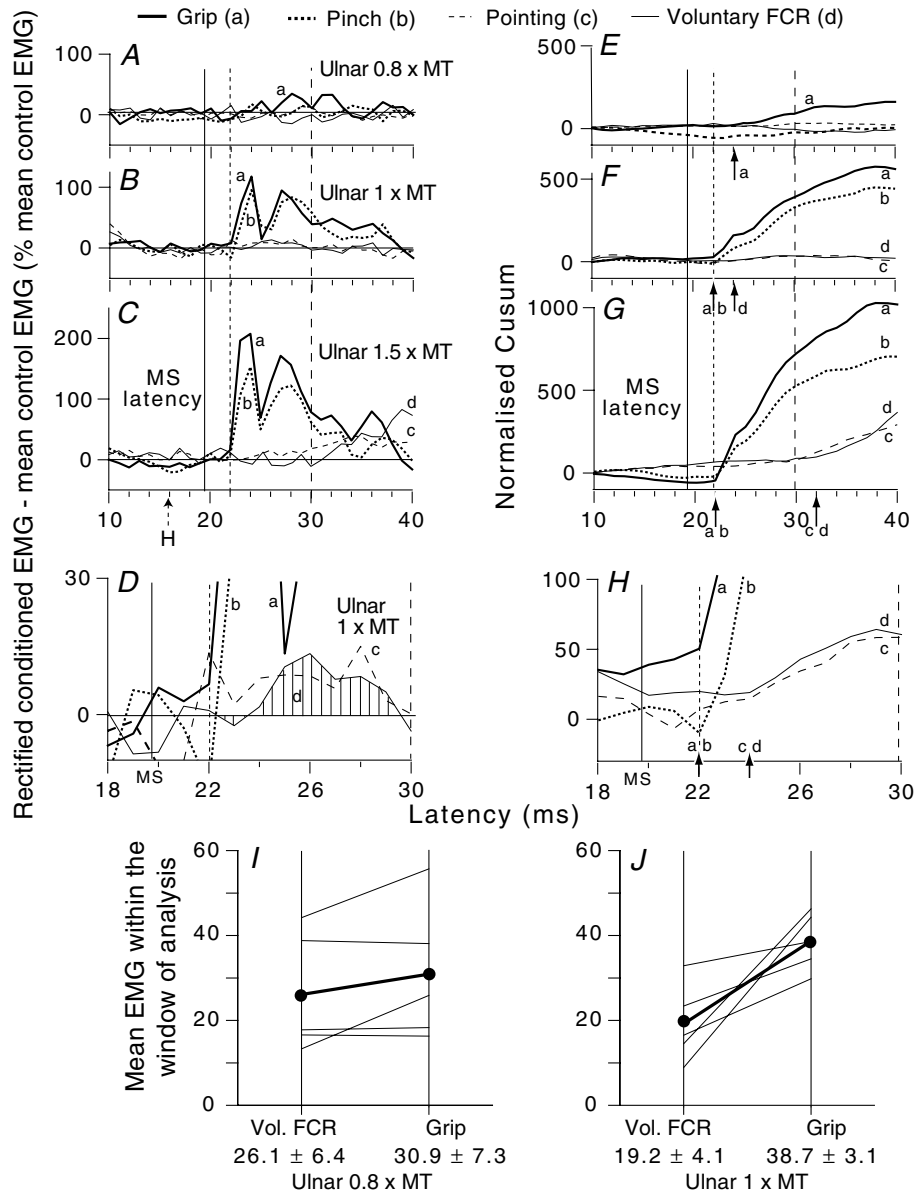 Grip (a) Pinch (b) Pointing (c) Voluntary FCR (d)
Rectified conditioned EMG - mean control EMG (% mean control EMG)
A
100
0
Ulnar 0.8 x MT
a
B
100
0
Ulnar 1 x MT
a
b
C
200
100
0
Ulnar 1.5 x MT
MS
latency
a
b
d
c
10 20 30 40
H
Normalised Cusum
E
500
0
a
a
F
500
0
a
b
d
c
a b d
G
1000
500
0
MS
latency
a
b
d
c
10 20 30 40
a b c d
D
30
0
Ulnar
1 x MT
a
b
c
d
MS
18 22 26 30
H
100
50
0
a
b
d
c
a b c d
MS
18 22 26 30
Latency (ms)
Mean EMG within the
window of analysis
I
60
40
20
0
Vol. FCR Grip
26.1 ± 6.4 30.9 ± 7.3
Ulnar 0.8 x MT
J
60
40
20
0
Vol. FCR Grip
19.2 ± 4.1 38.7 ± 3.1
Ulnar 1 x MT